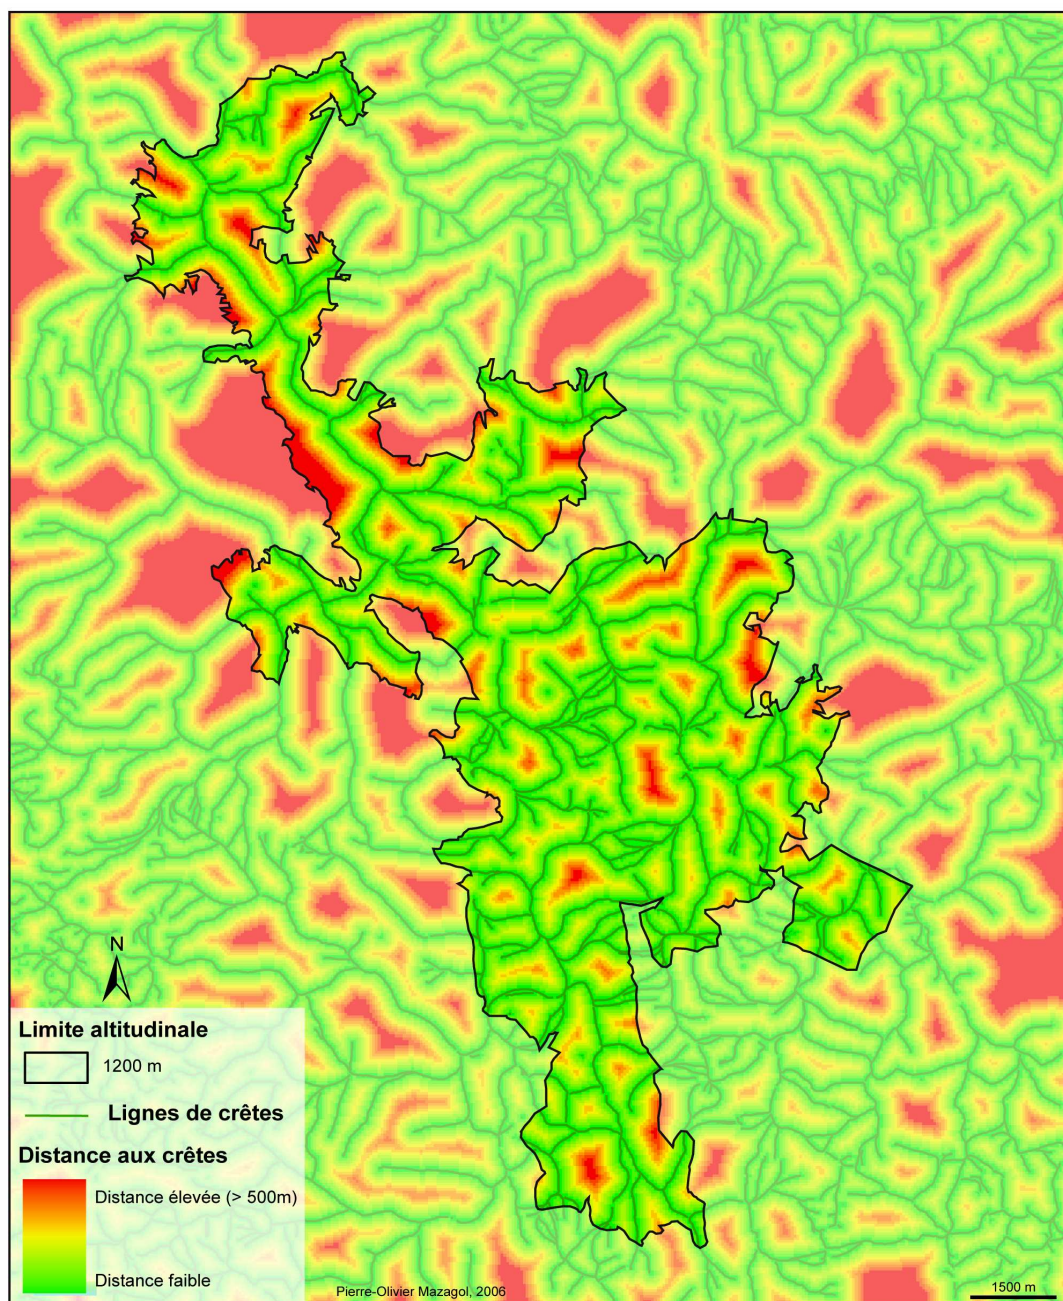 N
Limite altitudinale
1200 m
Lignes de crêtes
Distance aux crêtes
Distance élevée (> 500m)
Distance faible
Pierre-Olivier Mazagol, 2006
1500 m